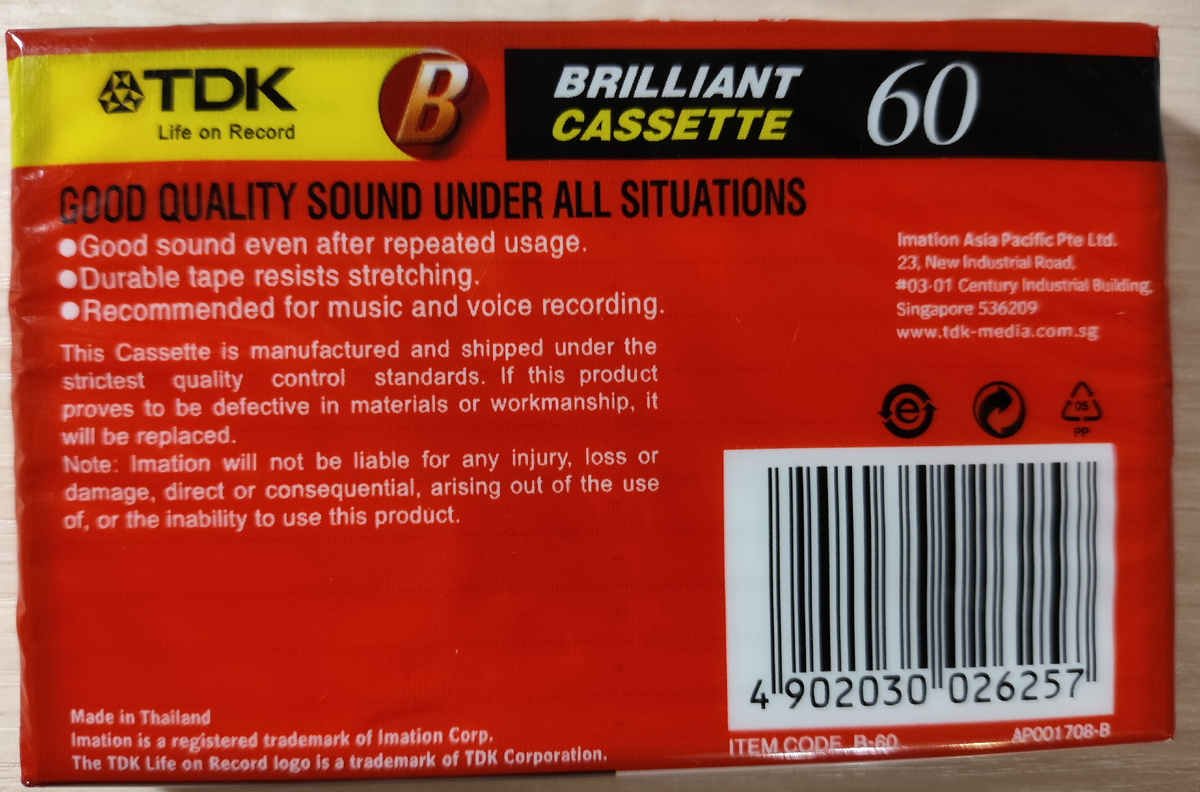 TDK
Life on Record
B
BRILLIANT
CASSETTE
60
GOOD QUALITY SOUND UNDER ALL SITUATIONS
●Good sound even after repeated usage.
●Durable tape resists stretching.
●Recommended for music and voice recording.
This Cassette is manufactured and shipped under the
strictest quality control standards. If this product
proves to be defective in materials or workmanship, it
will be replaced.
Note: Imation will not be liable for any injury, loss or
damage, direct or consequential, arising out of the use
of, or the inability to use this product.
Imation Asia Pacific Pte Ltd.
23, New Industrial Road,
#03-01 Century Industrial Building,
Singapore 536209
www.tdk-media.com.sg
e
05
PP
4 902030 026257
ITEM CODE B-60
AP001708-B
Made in Thailand
Imation is a registered trademark of Imation Corp.
The TDK Life on Record logo is a trademark of TDK Corporation.